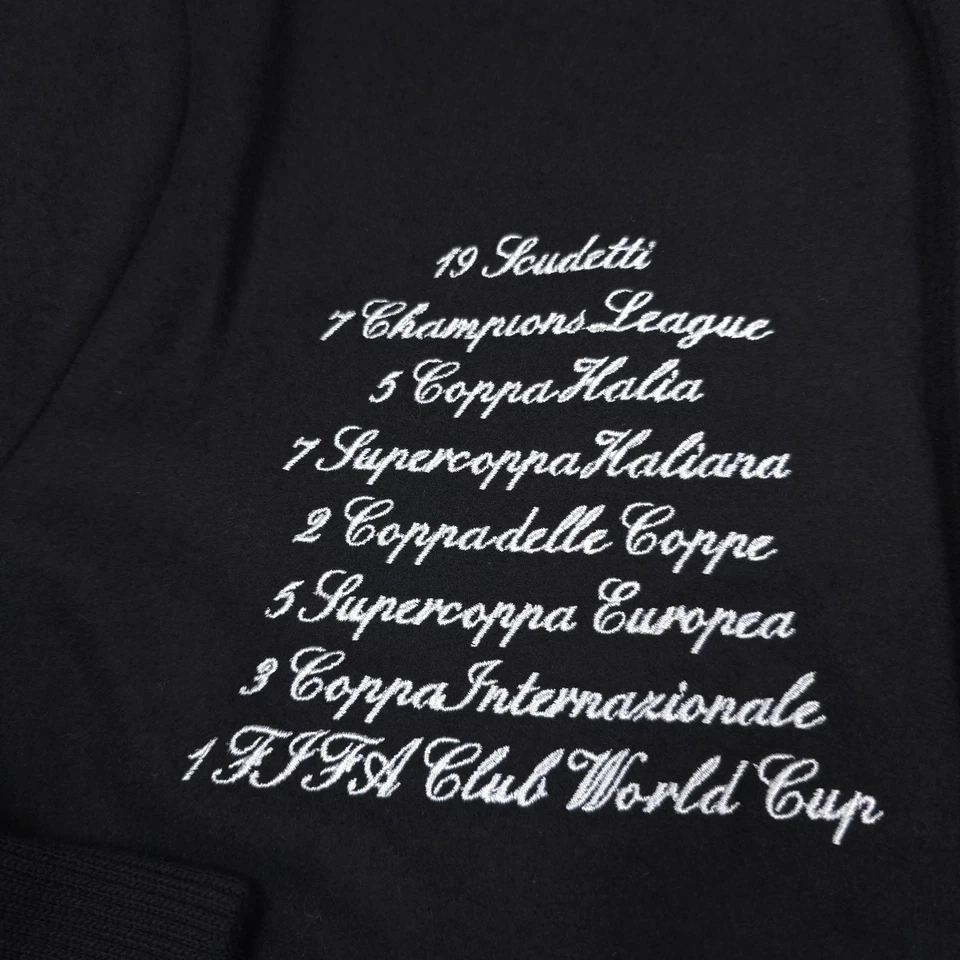 19 Scudetti
7 Champions League
5 Coppa Italia
7 Supercoppa Italiana
2 Coppa delle Coppe
5 Supercoppa Europea
3 Coppa Internazionale
1 FIFA Club World Cup